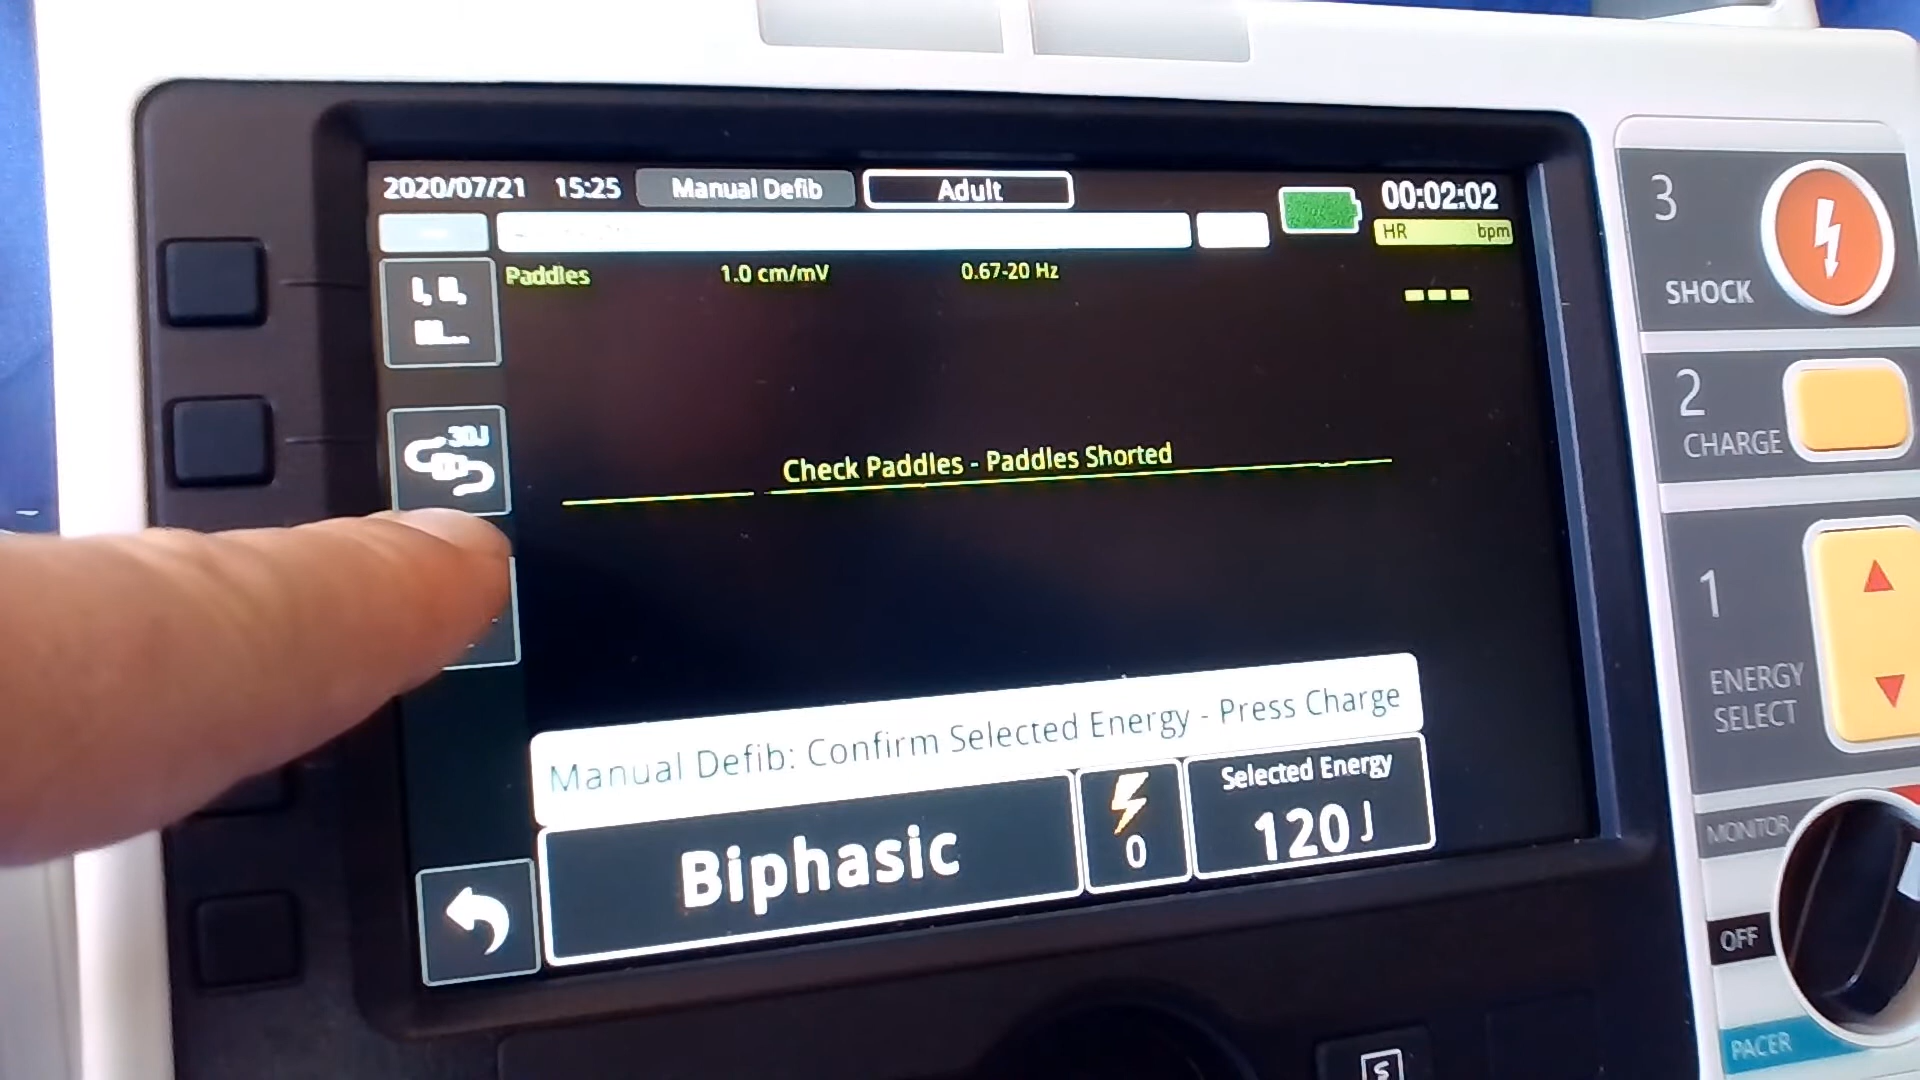 2020/07/21 15:25 Manual Defib Adult 00:02:02
HR bpm
Paddles 1.0 cm/mV 0.67-20 Hz
I, II,
III...
---
30J
Check Paddles - Paddles Shorted
Manual Defib: Confirm Selected Energy - Press Charge
Biphasic
0
Selected Energy
120 J
3
SHOCK
2
CHARGE
1
ENERGY
SELECT
MONITOR
OFF
PACER
S